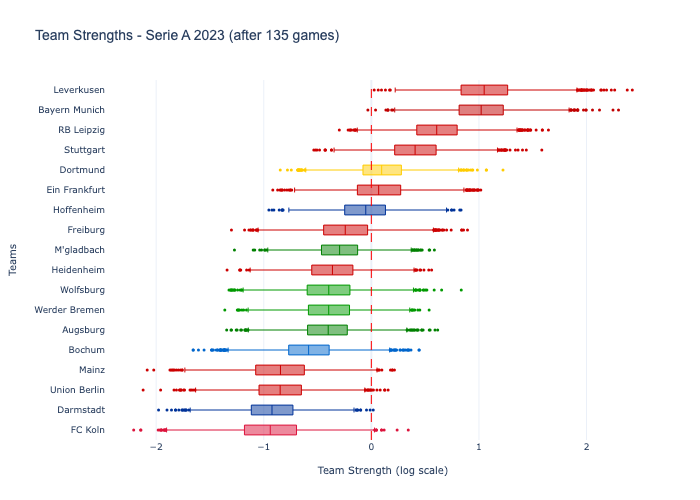 Team Strengths - Serie A 2023 (after 135 games)
Leverkusen
Bayern Munich
RB Leipzig
Stuttgart
Dortmund
Ein Frankfurt
Hoffenheim
Freiburg
M'gladbach
Heidenheim
Wolfsburg
Werder Bremen
Augsburg
Bochum
Mainz
Union Berlin
Darmstadt
FC Koln
Teams
−2 −1 0 1 2
Team Strength (log scale)